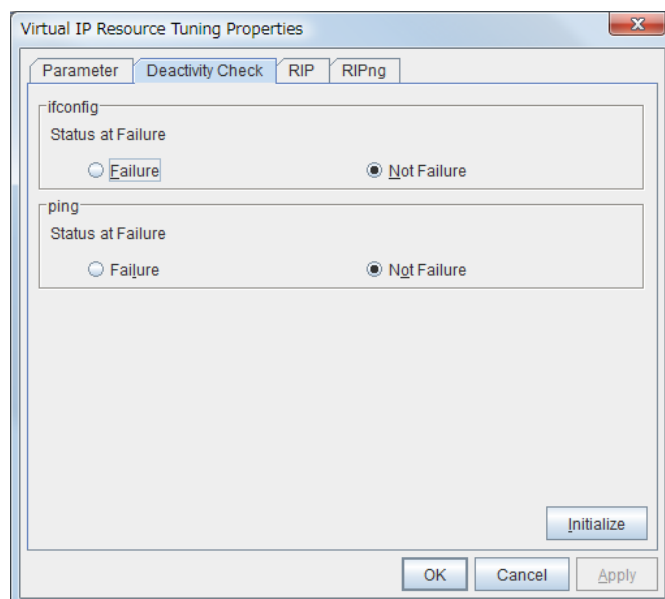 Virtual IP Resource Tuning Properties
Parameter Deactivity Check RIP RIPng
ifconfig
Status at Failure
Failure Not Failure
ping
Status at Failure
Failure Not Failure
Initialize
OK Cancel Apply